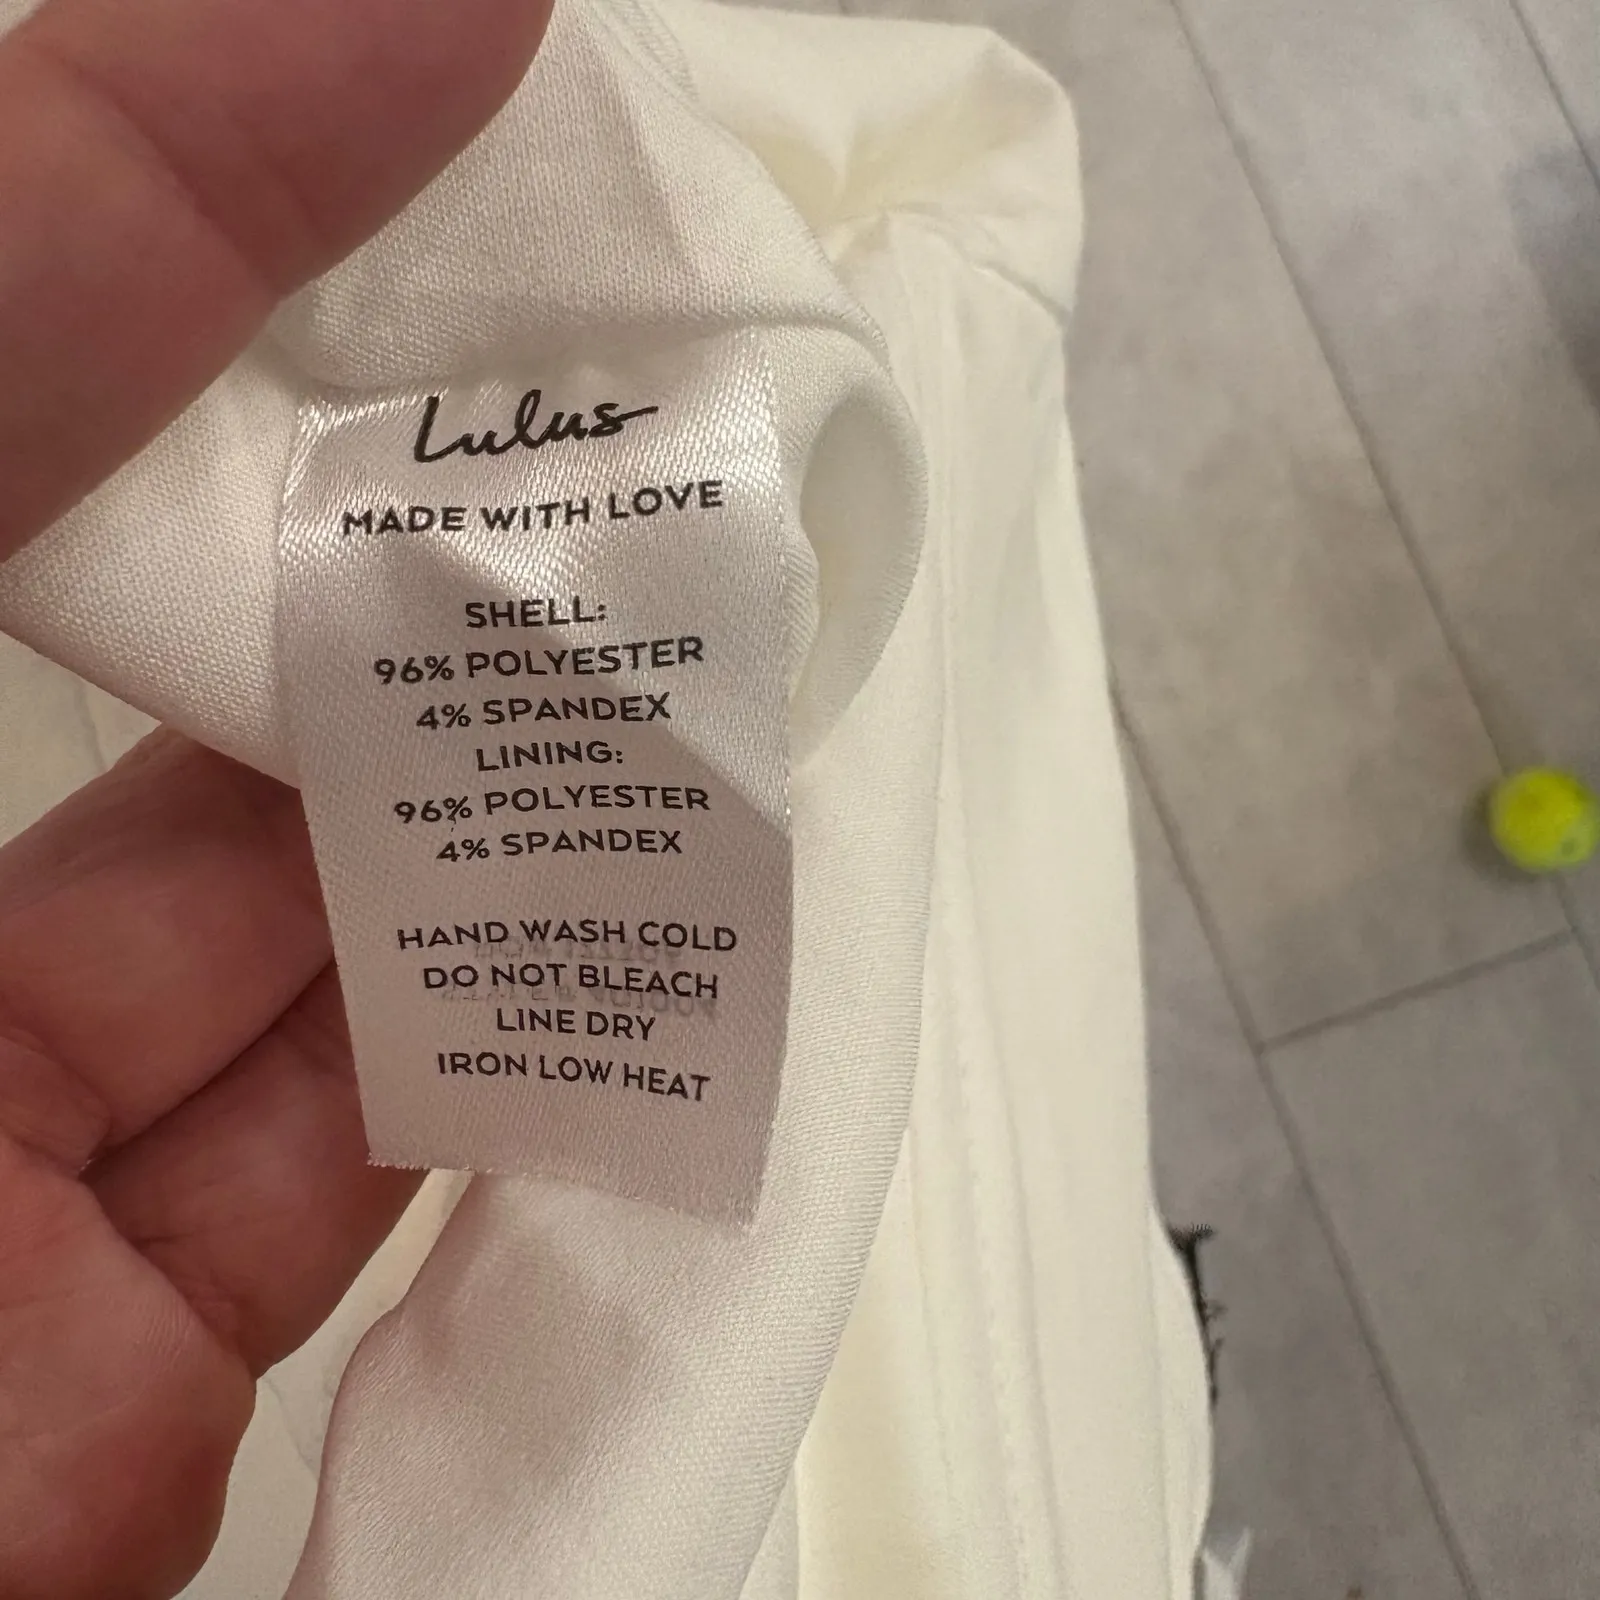 Lulus
MADE WITH LOVE
SHELL:
96% POLYESTER
4% SPANDEX
LINING:
96% POLYESTER
4% SPANDEX
HAND WASH COLD
DO NOT BLEACH
LINE DRY
IRON LOW HEAT